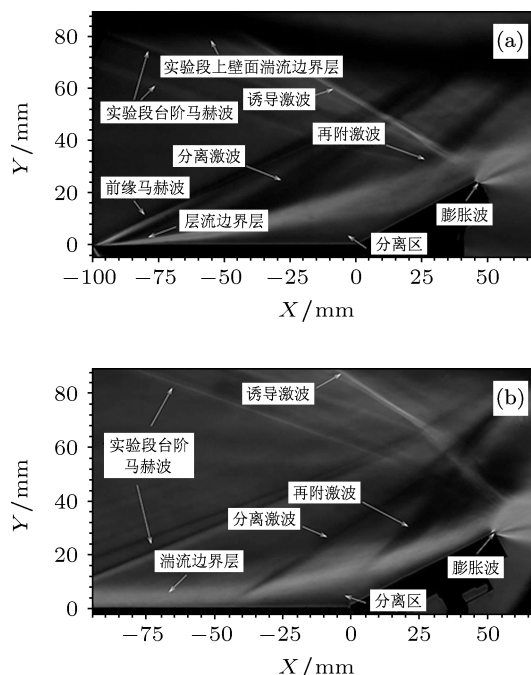 (a)
80
实验段上壁面湍流边界层
诱导激波
60
实验段台阶马赫波
再附激波
Y/mm
40
分离激波
前缘马赫波
20
膨胀波
层流边界层
分离区
0
−100 −75 −50 −25 0 25 50
X/mm
(b)
诱导激波
80
实验段台阶
马赫波
60
再附激波
Y/mm
40
分离激波
湍流边界层
20
膨胀波
分离区
0
−75 −50 −25 0 25 50
X/mm